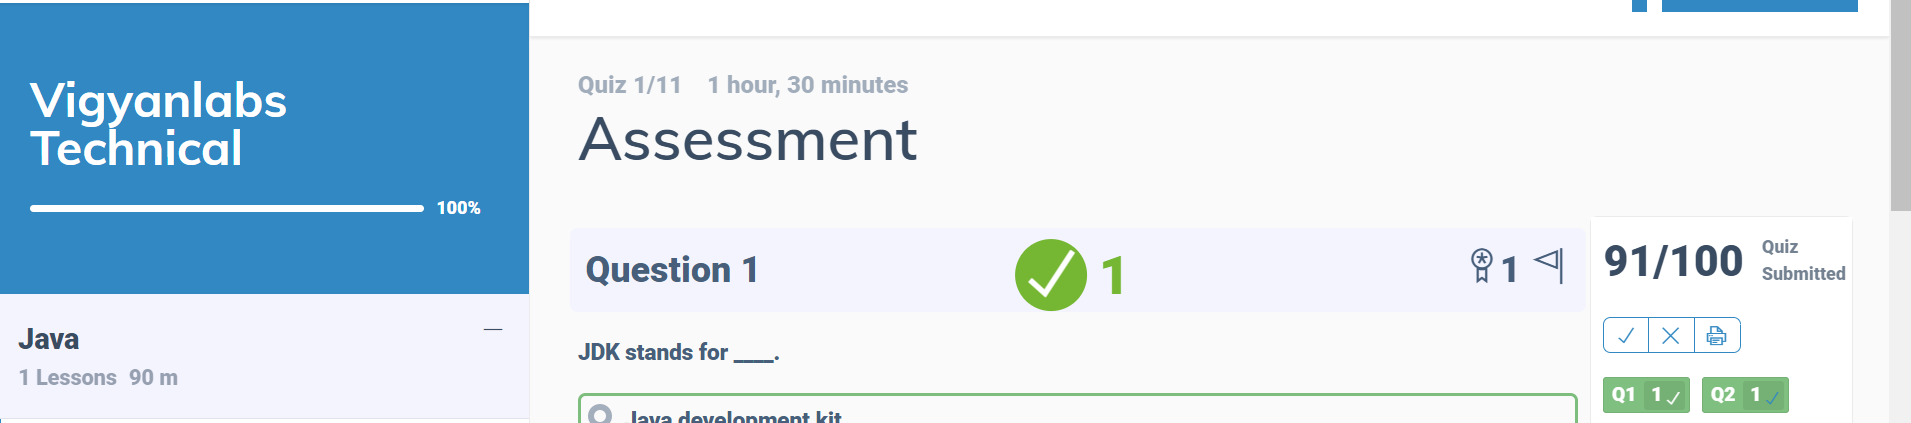 Vigyanlabs
Technical
100%
Java
1 Lessons 90 m
Quiz 1/11 1 hour, 30 minutes
Assessment
Question 1
1
1
JDK stands for ____.
Java development kit
91/100
Quiz
Submitted
Q1 1
Q2 1